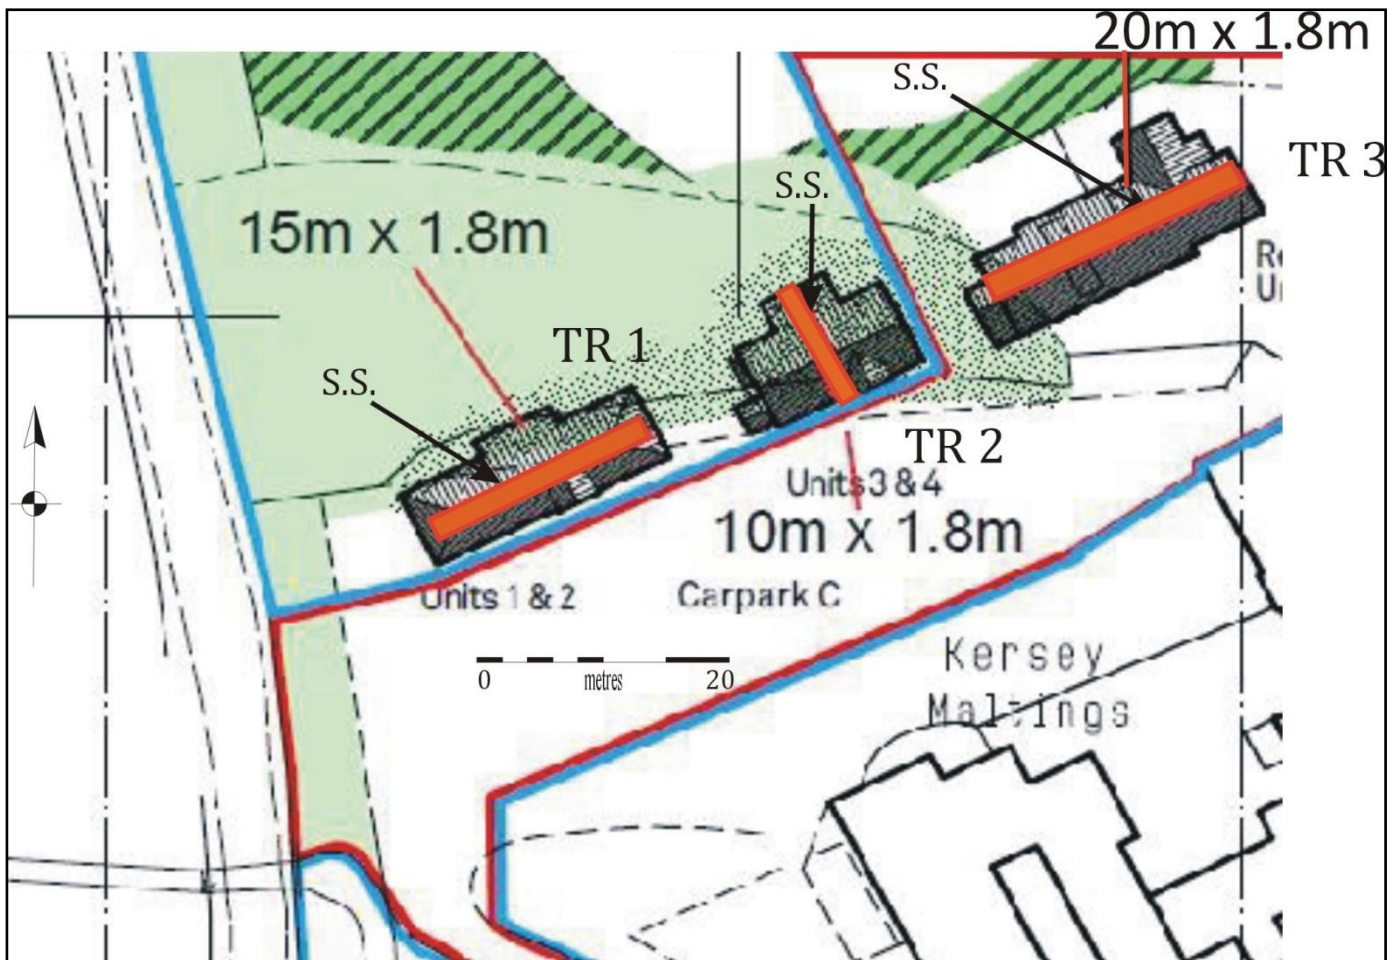 20m x 1.8m
S.S.
TR 3
S.S.
15m x 1.8m
TR 1
S.S.
TR 2
Units 3 & 4
10m x 1.8m
Units 1 & 2
Carpark C
Kersey
Maltings
0 metres 20